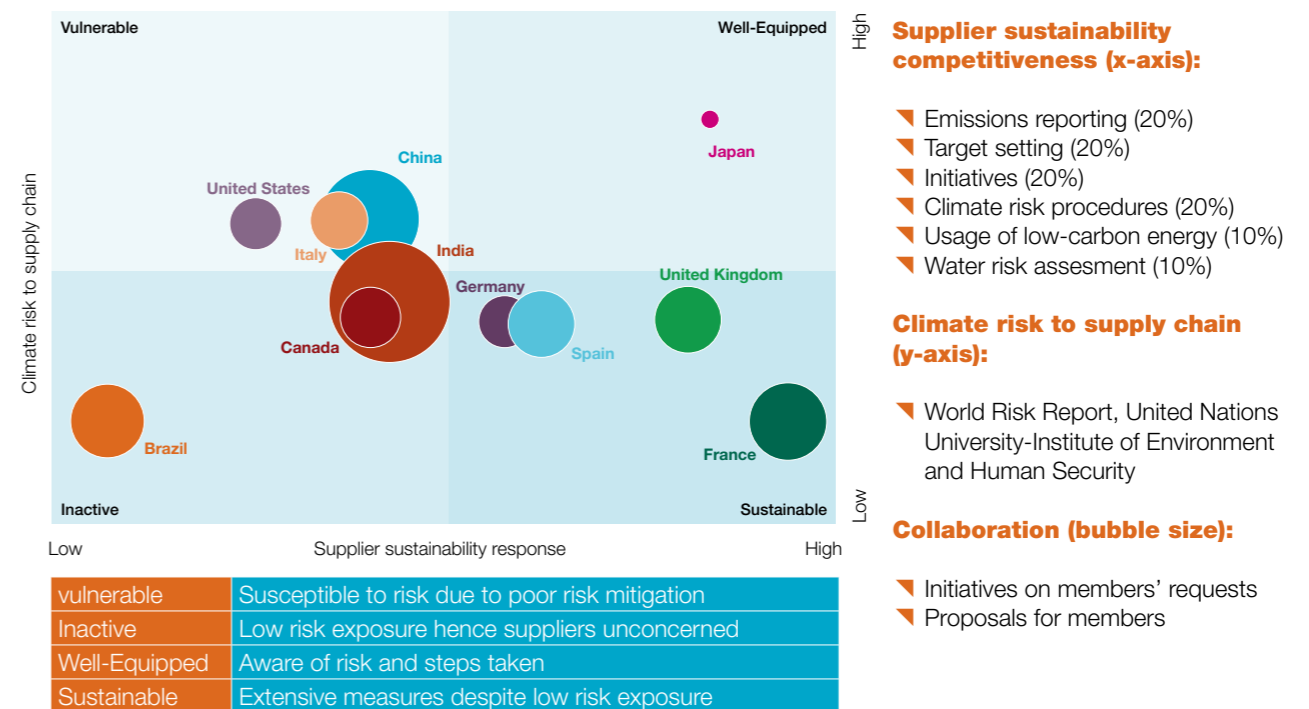 Vulnerable
Well-Equipped
High
Climate risk to supply chain
Japan
China
United States
Italy
India
United Kingdom
Germany
Canada
Spain
Brazil
France
Inactive
Sustainable
Low
Low
Supplier sustainability response
High
vulnerable
Susceptible to risk due to poor risk mitigation
Inactive
Low risk exposure hence suppliers unconcerned
Well-Equipped
Aware of risk and steps taken
Sustainable
Extensive measures despite low risk exposure
Supplier sustainability
competitiveness (x-axis):
Emissions reporting (20%)
Target setting (20%)
Initiatives (20%)
Climate risk procedures (20%)
Usage of low-carbon energy (10%)
Water risk assesment (10%)
Climate risk to supply chain
(y-axis):
World Risk Report, United Nations
University-Institute of Environment
and Human Security
Collaboration (bubble size):
Initiatives on members’ requests
Proposals for members